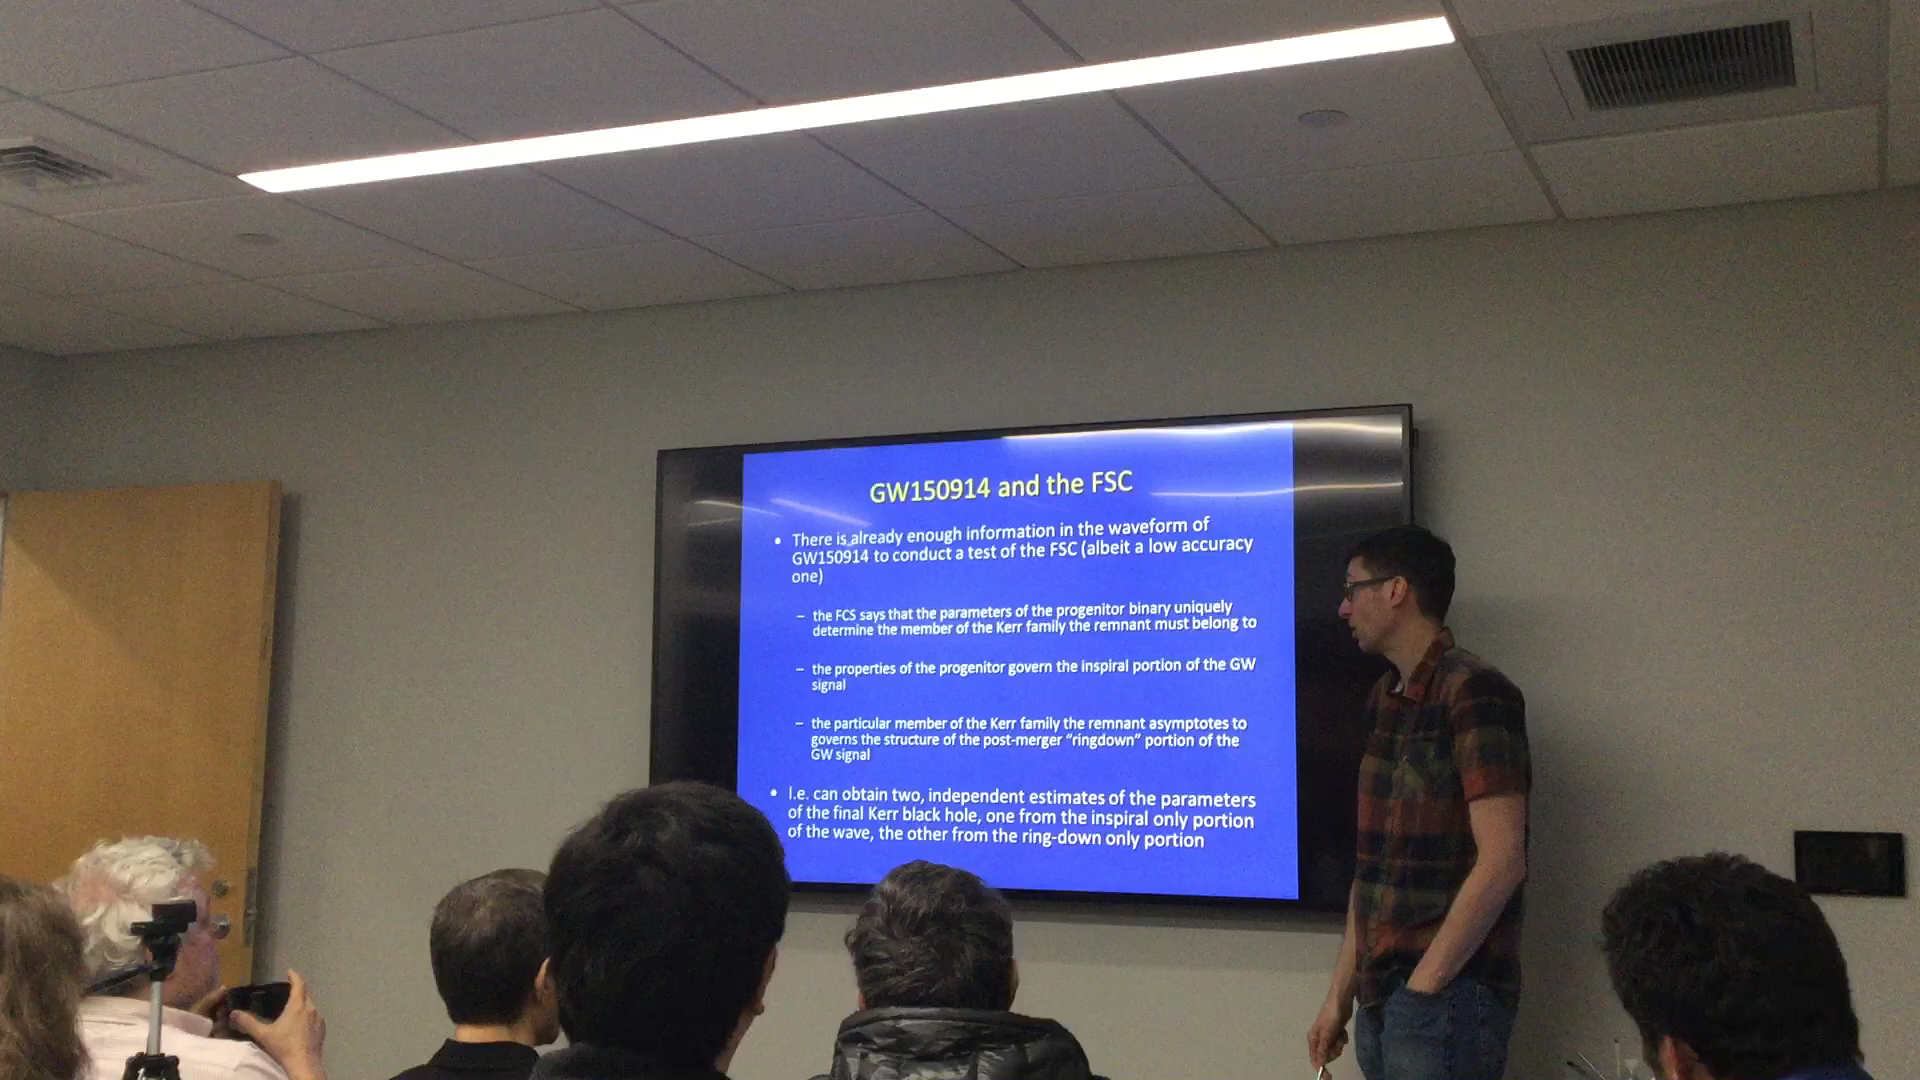 GW150914 and the FSC
• There is already enough information in the waveform of
GW150914 to conduct a test of the FSC (albeit a low accuracy
one)
– the FCS says that the parameters of the progenitor binary uniquely
determine the member of the Kerr family the remnant must belong to
– the properties of the progenitor govern the inspiral portion of the GW
signal
– the particular member of the Kerr family the remnant asymptotes to
governs the structure of the post-merger “ringdown” portion of the
GW signal
• I.e. can obtain two, independent estimates of the parameters
of the final Kerr black hole, one from the inspiral only portion
of the wave, the other from the ring-down only portion